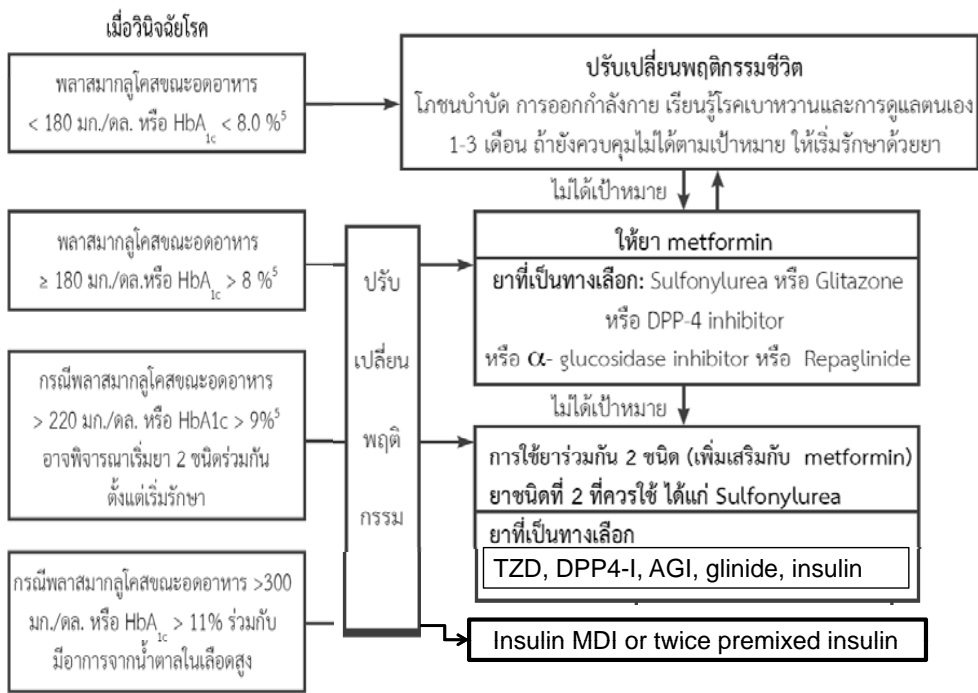 เมื่อวินิจฉัยโรค
พลาสมากลูโคสขณะอดอาหาร
< 180 มก./ดล. หรือ HbA1c < 8.0 %5
ปรับเปลี่ยนพฤติกรรมชีวิต
โภชนบำบัด การออกกำลังกาย เรียนรู้โรคเบาหวานและการดูแลตนเอง
1-3 เดือน ถ้ายังควบคุมไม่ได้ตามเป้าหมาย ให้เริ่มรักษาด้วยยา
ไม่ได้เป้าหมาย
พลาสมากลูโคสขณะอดอาหาร
≥ 180 มก./ดล.หรือ HbA1c > 8 %5
ให้ยา metformin
ยาที่เป็นทางเลือก: Sulfonylurea หรือ Glitazone
หรือ DPP-4 inhibitor
หรือ α- glucosidase inhibitor หรือ Repaglinide
ปรับ
เปลี่ยน
พฤติ
กรรม
ไม่ได้เป้าหมาย
กรณีพลาสมากลูโคสขณะอดอาหาร
> 220 มก./ดล. หรือ HbA1c > 9%5
อาจพิจารณาเริ่มยา 2 ชนิดร่วมกัน
ตั้งแต่เริ่มรักษา
การใช้ยาร่วมกัน 2 ชนิด (เพิ่มเสริมกับ metformin)
ยาชนิดที่ 2 ที่ควรใช้ ได้แก่ Sulfonylurea
ยาที่เป็นทางเลือก
TZD, DPP4-I, AGI, glinide, insulin
กรณีพลาสมากลูโคสขณะอดอาหาร >300
มก./ดล. หรือ HbA1c > 11% ร่วมกับ
มีอาการจากน้ำตาลในเลือดสูง
Insulin MDI or twice premixed insulin